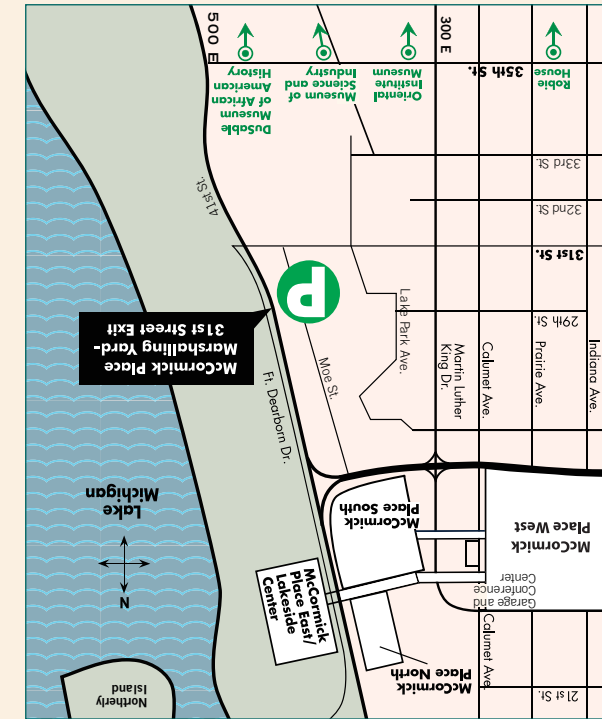 21st St.
McCormick
Place North
Northerly
Island
Calumet Ave.
Garage and
Conference
Center
McCormick
Place East/
Lakeside
Center
N
McCormick
Place West
McCormick
Place South
Lake
Michigan
Indiana Ave.
Prairie Ave.
Calumet Ave.
Martin Luther
King Dr.
Lake Park Ave.
Moe St.
Ft. Dearborn Dr.
McCormick Place
Marshalling Yard-
31st Street Exit
29th St.
P
31st St.
32nd St.
41st St.
33rd St.
35th St.
Robie
House
Oriental
Institute
Museum
Museum of
Science and
Industry
DuSable
Museum
of African
American
History
300 E
500 E